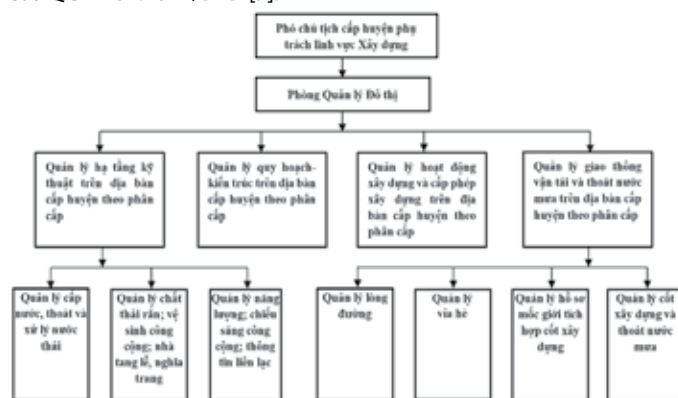 Phó chủ tịch cấp huyện phụ
trách lĩnh vực Xây dựng
Phòng Quản lý Đô thị
Quản lý hạ tầng kỹ
thuật trên địa bàn
cấp huyện theo phân
cấp
Quản lý quy hoạch-
kiến trúc trên địa bàn
cấp huyện theo phân
cấp
Quản lý hoạt động
xây dựng và cấp phép
xây dựng trên địa
bàn cấp huyện theo
phân cấp
Quản lý giao thông
vận tải và thoát nước
mưa trên địa bàn cấp
huyện theo phân cấp
Quản lý cấp
nước, thoát và
xử lý nước
thải
Quản lý chất
thải rắn; vệ
sinh công
cộng; nhà
tang lễ, nghĩa
trang
Quản lý năng
lượng; chiếu
sáng công
cộng; thông
tin liên lạc
Quản lý lòng
đường
Quản lý
vỉa hè
Quản lý hồ sơ
mốc giới tích
hợp cốt xây
dựng
Quản lý cốt
xây dựng và
thoát nước
mưa